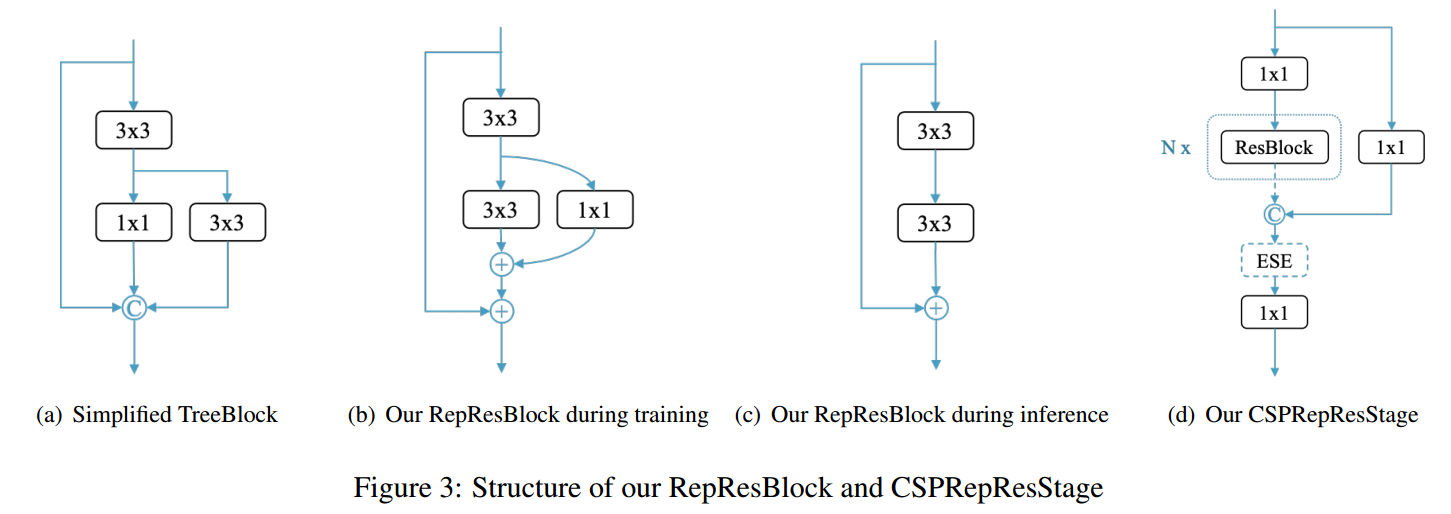 3x3
1x1
3x3
C
(a) Simplified TreeBlock
3x3
3x3
1x1
+
+
(b) Our RepResBlock during training
3x3
3x3
+
(c) Our RepResBlock during inference
1x1
N x
ResBlock
1x1
C
ESE
1x1
(d) Our CSPRepResStage
Figure 3: Structure of our RepResBlock and CSPRepResStage